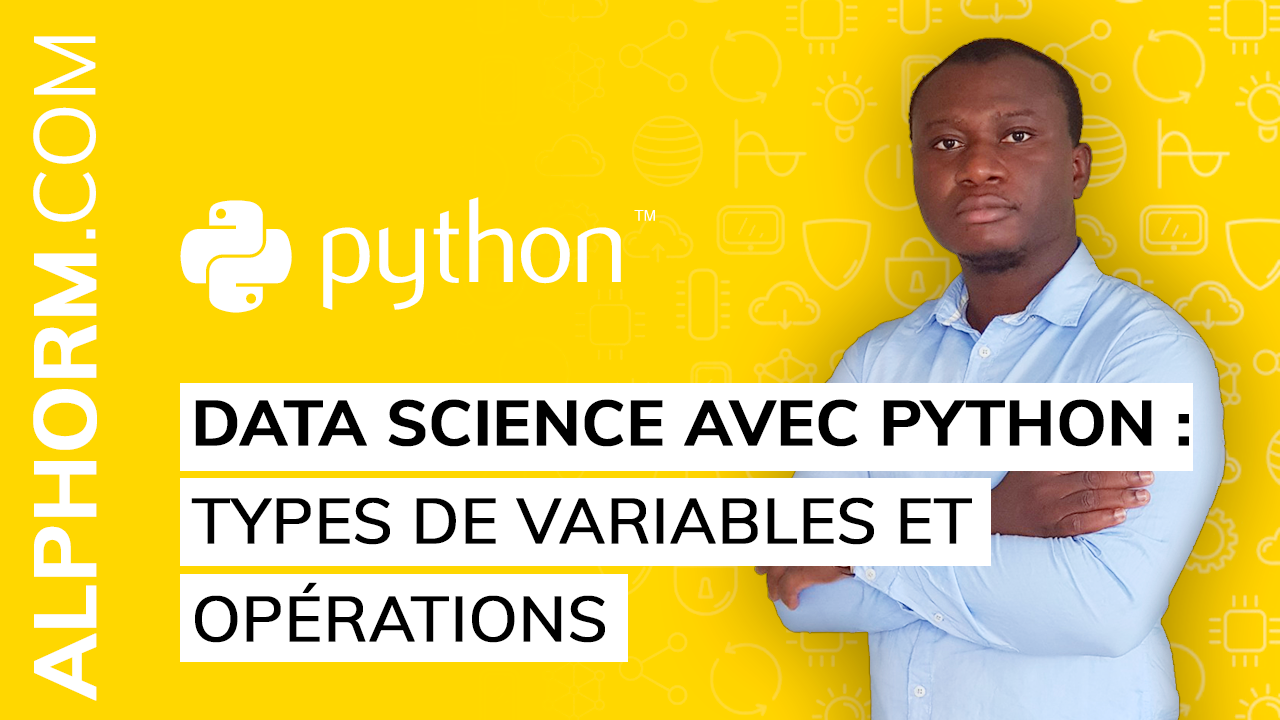 ALPHORM.COM
python™
DATA SCIENCE AVEC PYTHON :
TYPES DE VARIABLES ET
OPÉRATIONS